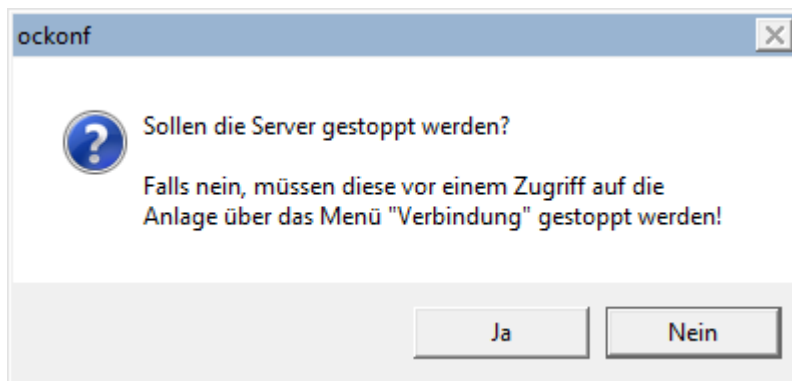 ockonf
Sollen die Server gestoppt werden?
Falls nein, müssen diese vor einem Zugriff auf die
Anlage über das Menü "Verbindung" gestoppt werden!
Ja
Nein